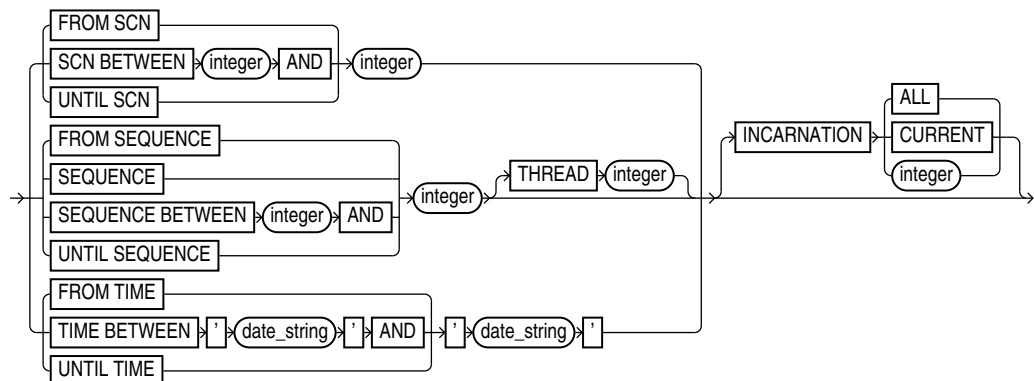 FROM SCN
SCN BETWEEN integer AND integer
UNTIL SCN
FROM SEQUENCE
SEQUENCE
SEQUENCE BETWEEN integer AND integer
UNTIL SEQUENCE
THREAD integer
FROM TIME
TIME BETWEEN ' date_string ' AND ' date_string '
UNTIL TIME
INCARNATION
ALL
CURRENT
integer